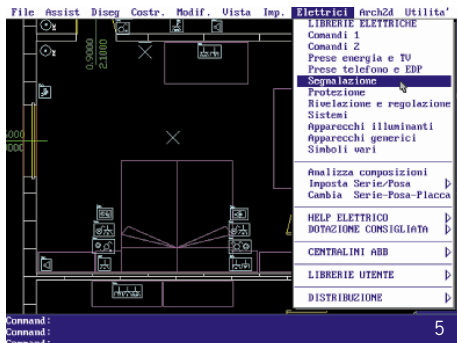 File Assist Diseg Costr. Modif. Vista Imp. Elettrici Arch2d Utilita'
LIBRERIE ELETTRICHE
Comandi 1
Comandi 2
Prese energia e TV
Prese telefono e EDP
Segnalazione
Protezione
Rivelazione e regolazione
Sistemi
Apparecchi illuminanti
Apparecchi generici
Simboli vari
Analizza composizioni
Imposta Serie/Posa
Cambia Serie-Posa-Placca
HELP ELETTRICO
DOTAZIONE CONSIGLIATA
CENTRALINI ABB
LIBRERIE UTENTE
DISTRIBUZIONE
0.9000
2.1000
Command:
Command:
Command:
5